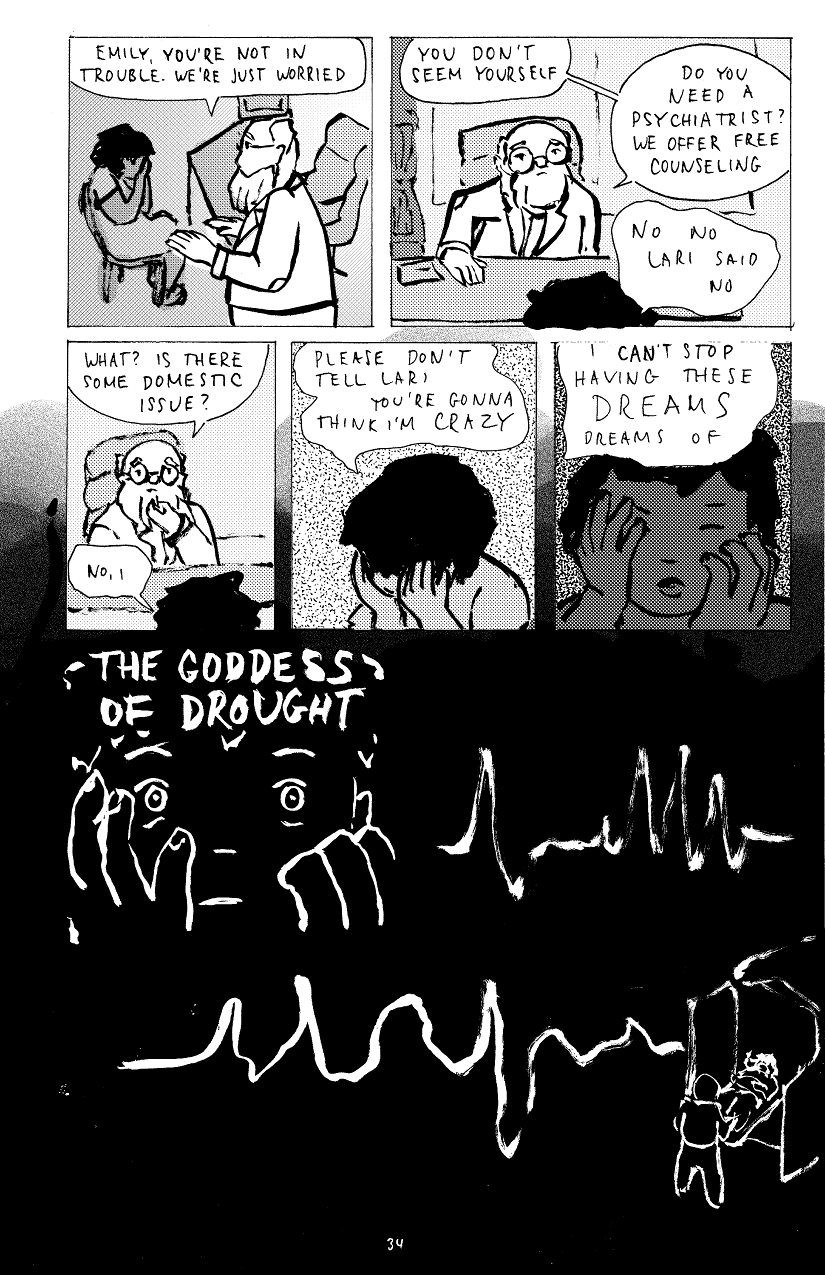 EMILY, YOU'RE NOT IN
TROUBLE. WE'RE JUST WORRIED
YOU DON'T
SEEM YOURSELF
DO YOU
NEED A
PSYCHIATRIST?
WE OFFER FREE
COUNSELING
NO NO
LARI SAID
NO
WHAT? IS THERE
SOME DOMESTIC
ISSUE?
NO, I
PLEASE DON'T
TELL LARI
YOU'RE GONNA
THINK I'M CRAZY
I CAN'T STOP
HAVING THESE
DREAMS
DREAMS OF
THE GODDESS
OF DROUGHT
34